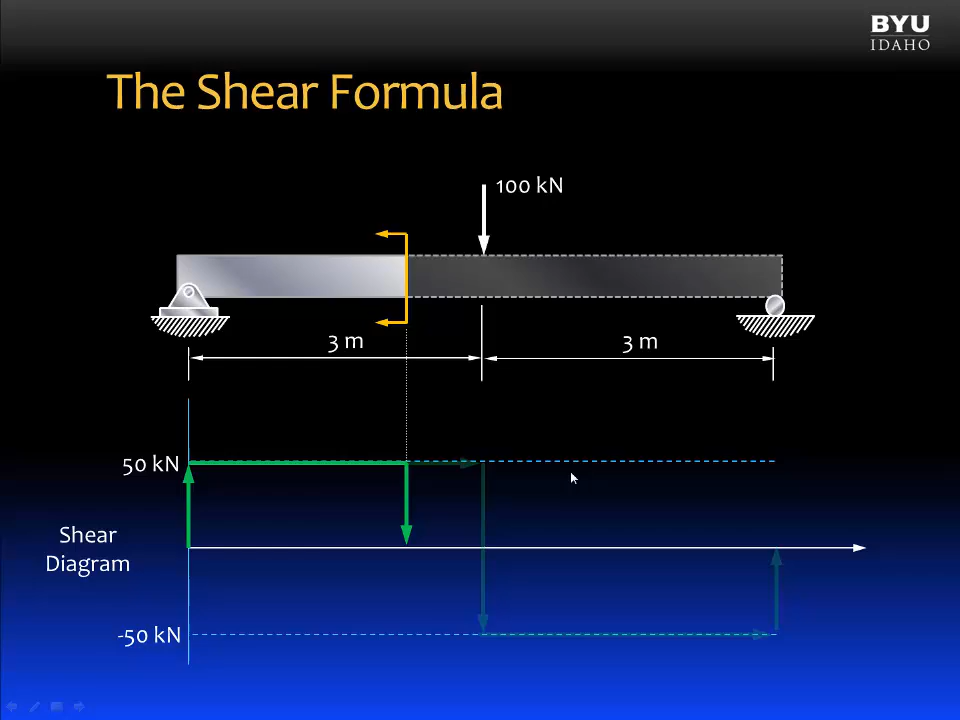 BYU
IDAHO
The Shear Formula
100 kN
3 m
3 m
50 kN
Shear
Diagram
-50 kN